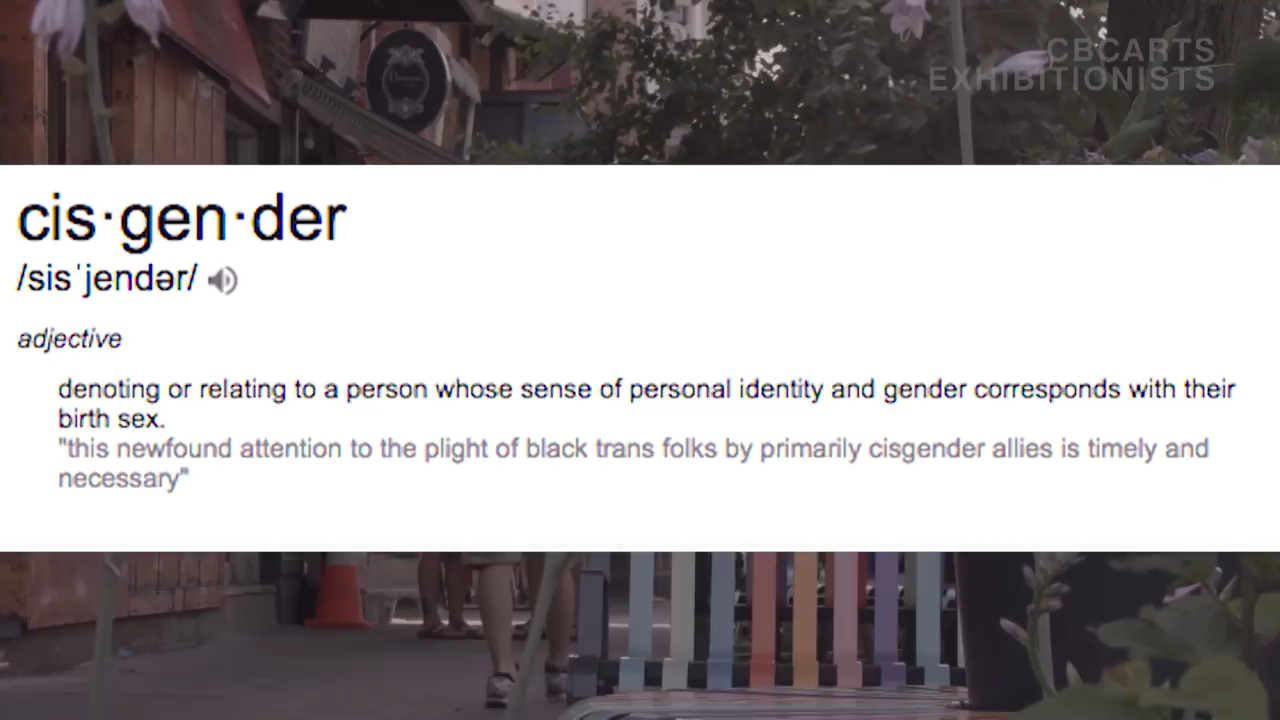 CBCARTS
EXHIBITIONISTS
cis·gen·der
/sisˈjendər/
adjective
denoting or relating to a person whose sense of personal identity and gender corresponds with their
birth sex.
"this newfound attention to the plight of black trans folks by primarily cisgender allies is timely and
necessary"